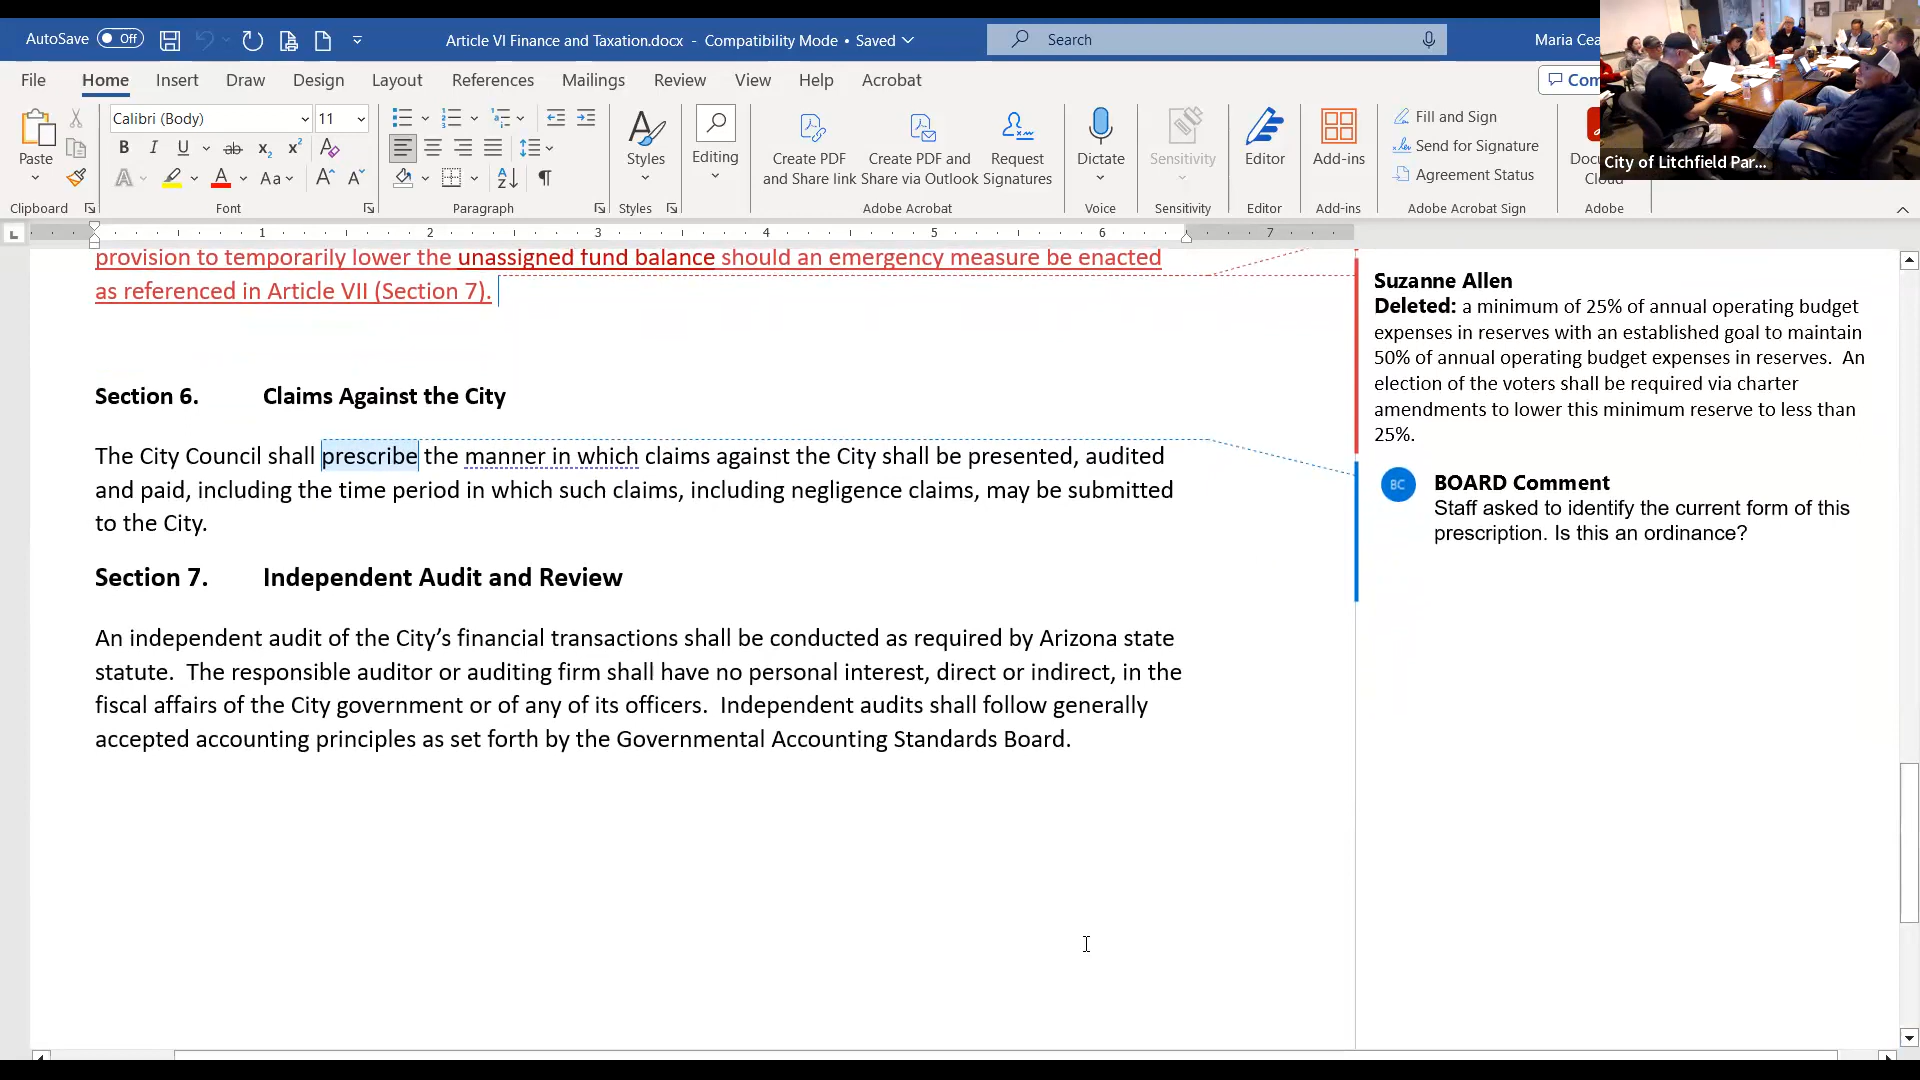 AutoSave Off
Article VI Finance and Taxation.docx - Compatibility Mode • Saved
Search
Maria Cea
File Home Insert Draw Design Layout References Mailings Review View Help Acrobat
Com
Calibri (Body) 11
Paste
Styles
Editing
Create PDF and Share link
Create PDF and Share via Outlook
Request Signatures
Dictate
Sensitivity
Editor
Add-ins
Fill and Sign
Send for Signature
Agreement Status
Docu
Cloud
City of Litchfield Par...
Clipboard Font Paragraph Styles Adobe Acrobat Voice Sensitivity Editor Add-ins Adobe Acrobat Sign Adobe
1 2 3 4 5 6 7
provision to temporarily lower the unassigned fund balance should an emergency measure be enacted
as referenced in Article VII (Section 7).
Section 6. Claims Against the City
The City Council shall prescribe the manner in which claims against the City shall be presented, audited
and paid, including the time period in which such claims, including negligence claims, may be submitted
to the City.
Section 7. Independent Audit and Review
An independent audit of the City’s financial transactions shall be conducted as required by Arizona state
statute. The responsible auditor or auditing firm shall have no personal interest, direct or indirect, in the
fiscal affairs of the City government or of any of its officers. Independent audits shall follow generally
accepted accounting principles as set forth by the Governmental Accounting Standards Board.
Suzanne Allen
Deleted: a minimum of 25% of annual operating budget
expenses in reserves with an established goal to maintain
50% of annual operating budget expenses in reserves. An
election of the voters shall be required via charter
amendments to lower this minimum reserve to less than
25%.
BC
BOARD Comment
Staff asked to identify the current form of this
prescription. Is this an ordinance?